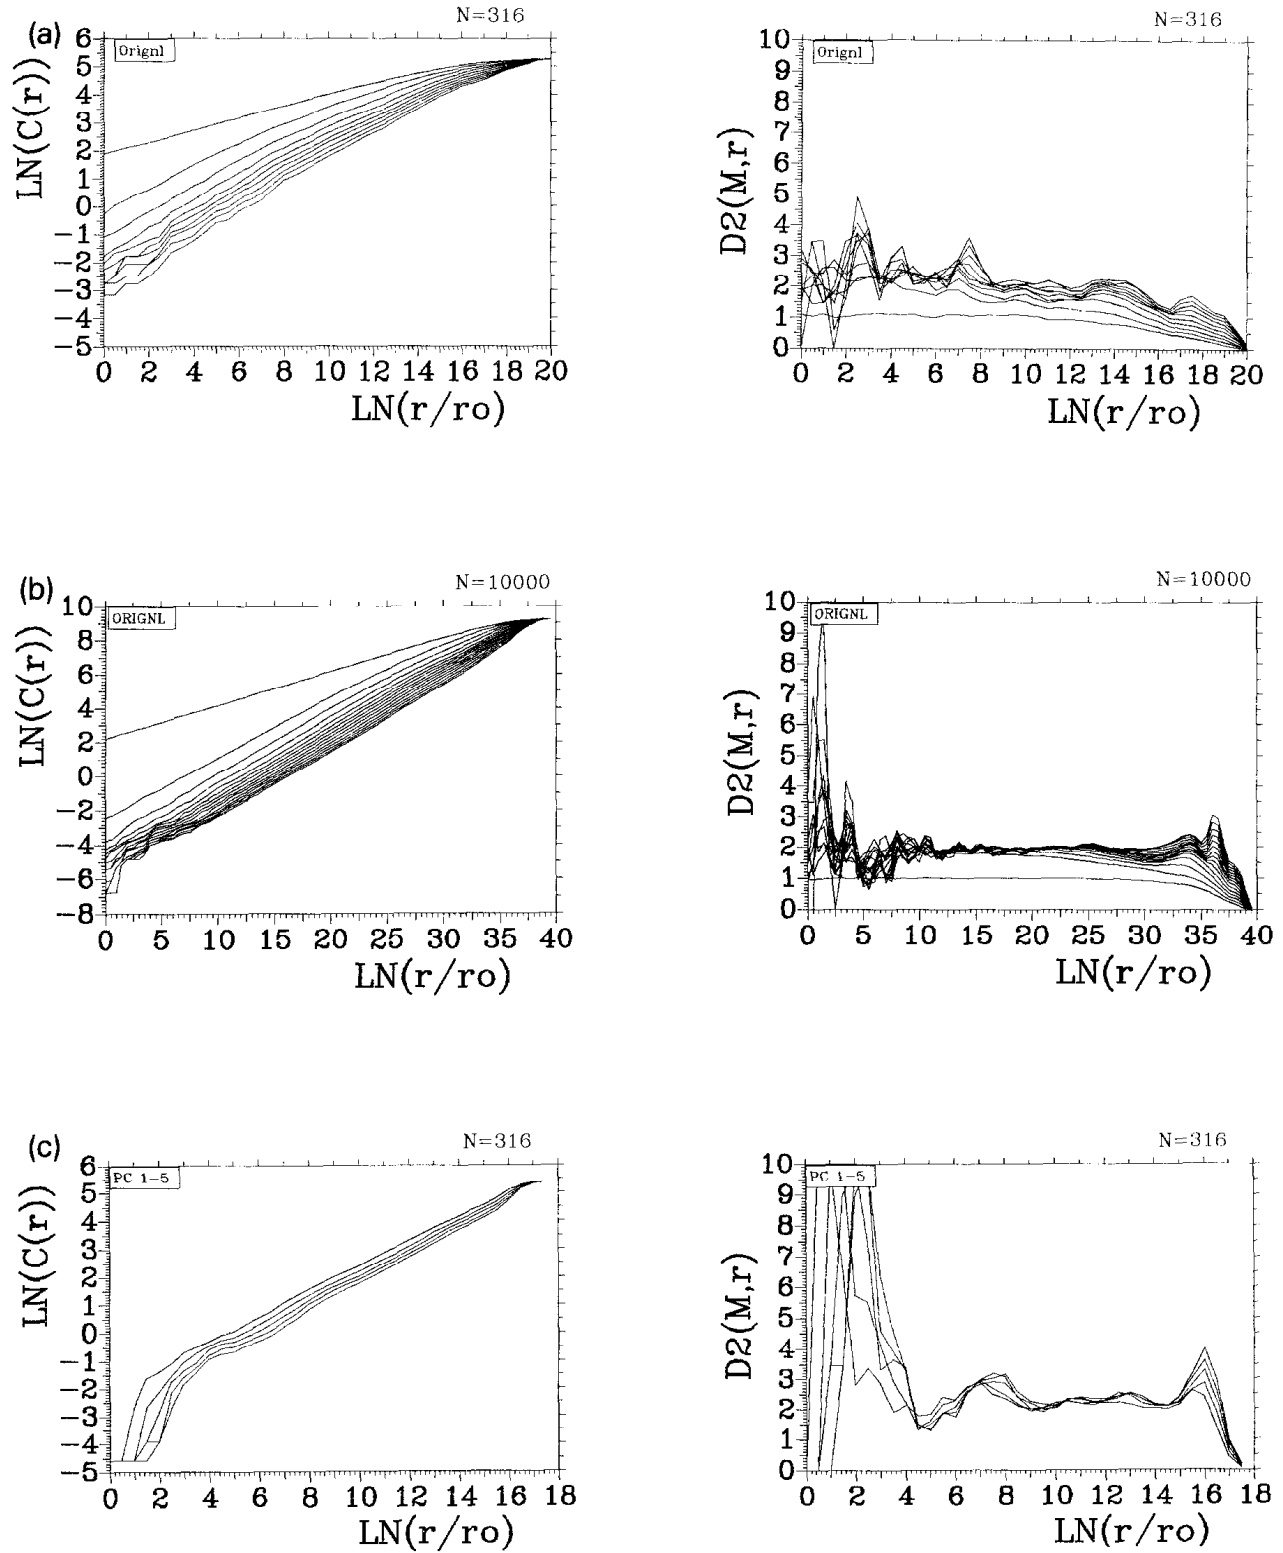 (a)
N=316
Orignl
LN(C(r))
6
5
4
3
2
1
0
−1
−2
−3
−4
−5
0 2 4 6 8 10 12 14 16 18 20
LN(r/ro)
N=316
Orignl
D2(M,r)
10
9
8
7
6
5
4
3
2
1
0
0 2 4 6 8 10 12 14 16 18 20
LN(r/ro)
(b)
N=10000
ORIGNL
LN(C(r))
10
8
6
4
2
0
−2
−4
−6
−8
0 5 10 15 20 25 30 35 40
LN(r/ro)
N=10000
ORIGNL
D2(M,r)
10
9
8
7
6
5
4
3
2
1
0
0 5 10 15 20 25 30 35 40
LN(r/ro)
(c)
N=316
PC 1−5
LN(C(r))
6
5
4
3
2
1
0
−1
−2
−3
−4
−5
0 2 4 6 8 10 12 14 16 18
LN(r/ro)
N=316
PC 1−5
D2(M,r)
10
9
8
7
6
5
4
3
2
1
0
0 2 4 6 8 10 12 14 16 18
LN(r/ro)